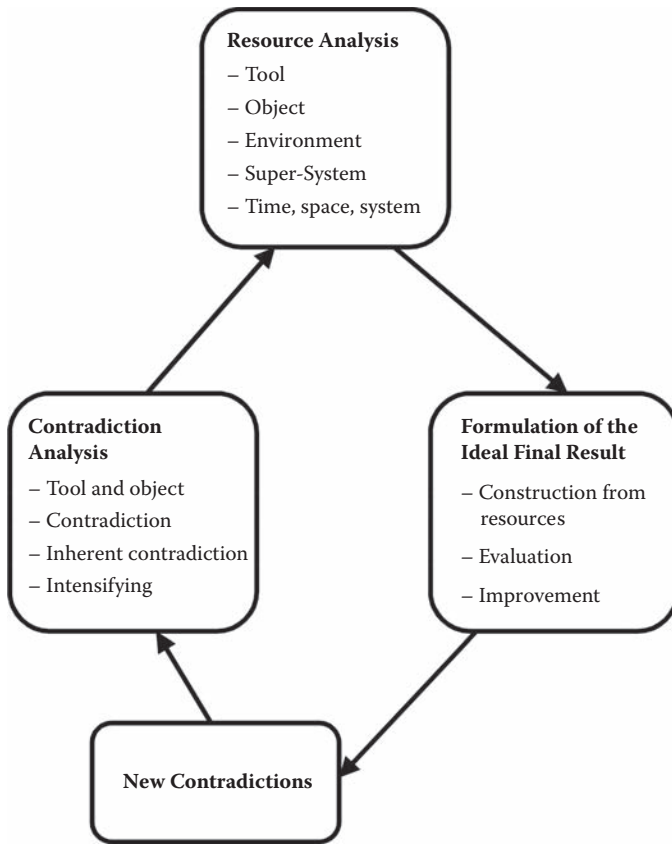 Resource Analysis
– Tool
– Object
– Environment
– Super-System
– Time, space, system
Contradiction
Analysis
– Tool and object
– Contradiction
– Inherent contradiction
– Intensifying
Formulation of the
Ideal Final Result
– Construction from
resources
– Evaluation
– Improvement
New Contradictions